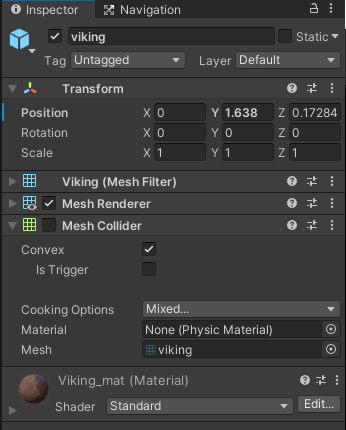 Inspector Navigation
viking Static
Tag Untagged Layer Default
Transform
Position X 0 Y 1.638 Z 0.17284
Rotation X 0 Y 0 Z 0
Scale X 1 Y 1 Z 1
Viking (Mesh Filter)
Mesh Renderer
Mesh Collider
Convex
Is Trigger
Cooking Options Mixed...
Material None (Physic Material)
Mesh viking
Viking_mat (Material)
Shader Standard Edit...